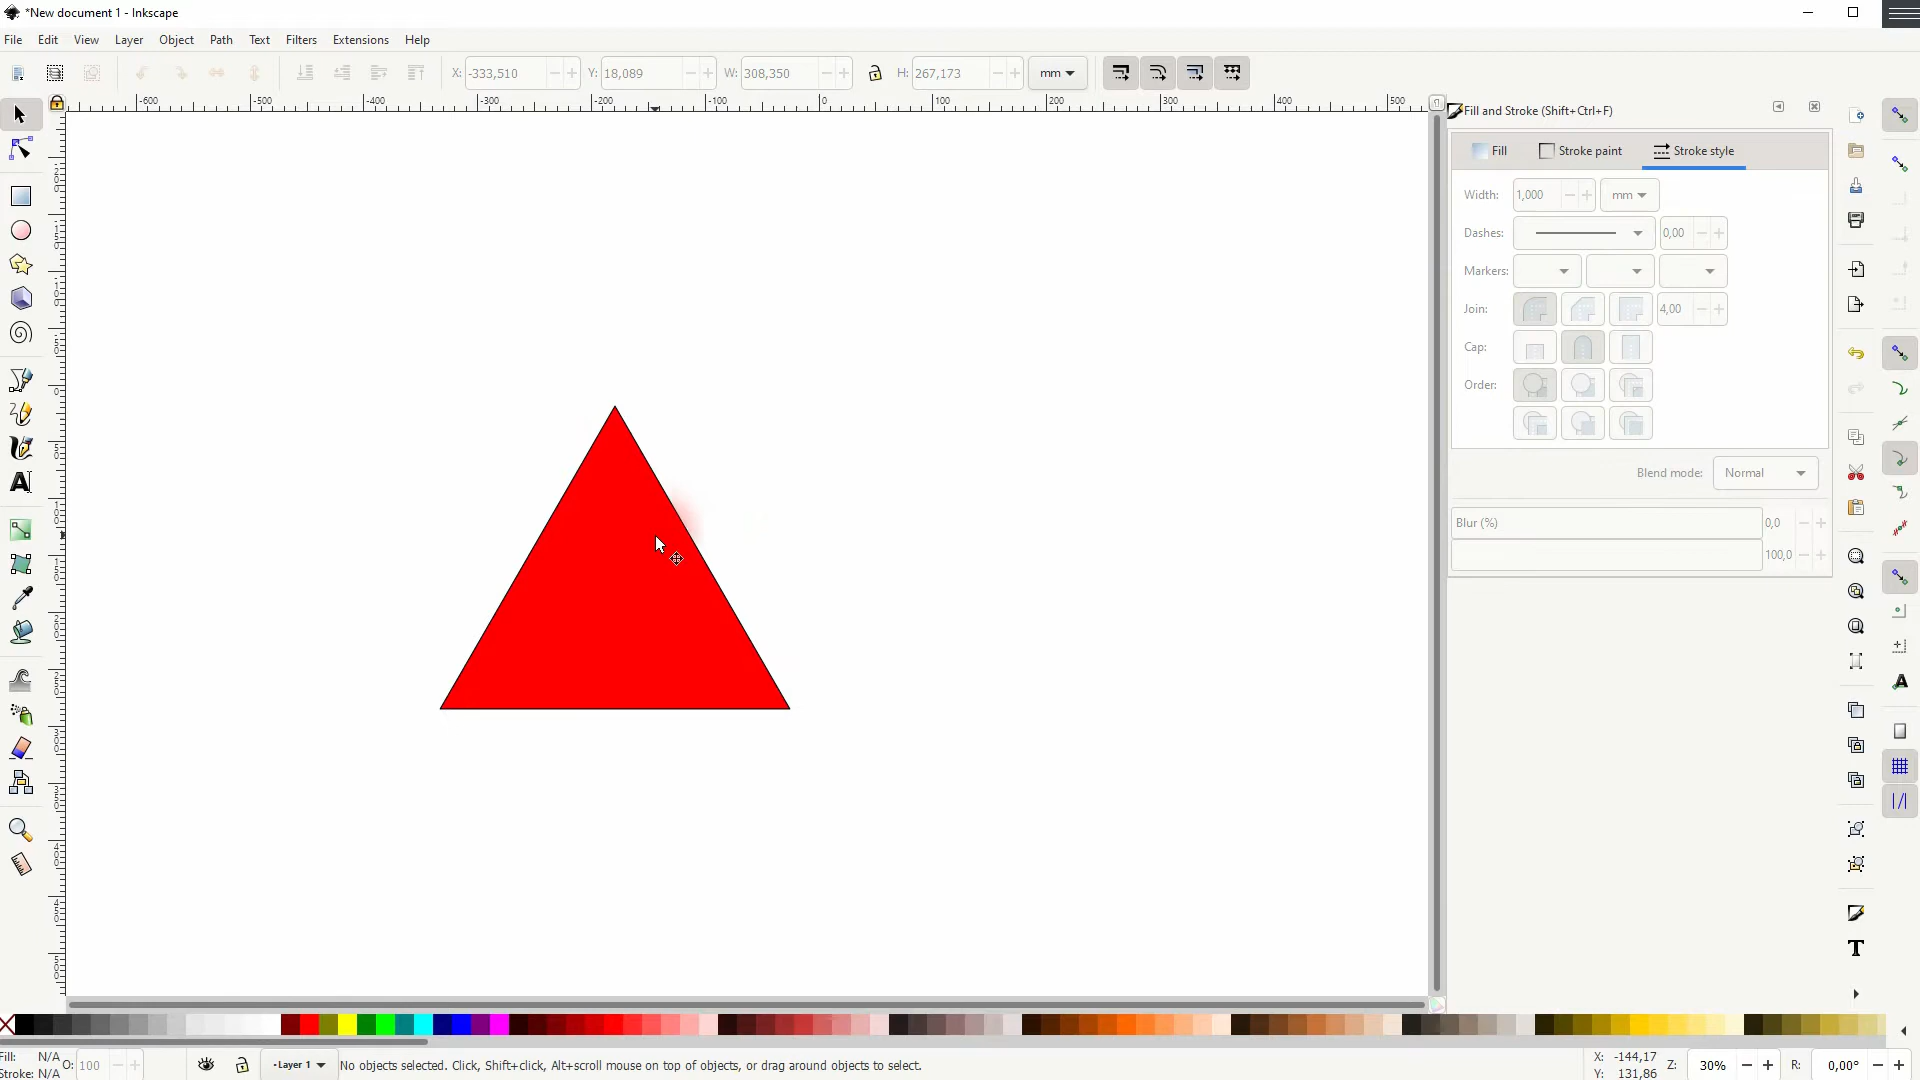 *New document 1 - Inkscape
File Edit View Layer Object Path Text Filters Extensions Help
X: -333,510 Y: 18,089 W: 308,350 H: 267,173 mm
-600 -500 -400 -300 -200 -100 0 100 200 300 400 500
Fill and Stroke (Shift+Ctrl+F)
Fill Stroke paint Stroke style
Width: 1,000 mm
Dashes: 0,00
Markers:
Join: 4,00
Cap:
Order:
Blend mode: Normal
Blur (%) 0,0
100,0
Fill: N/A O: 100
Stroke: N/A
-Layer 1
No objects selected. Click, Shift+click, Alt+scroll mouse on top of objects, or drag around objects to select.
X: -144,17
Y: 131,86
Z: 30% R: 0,00°